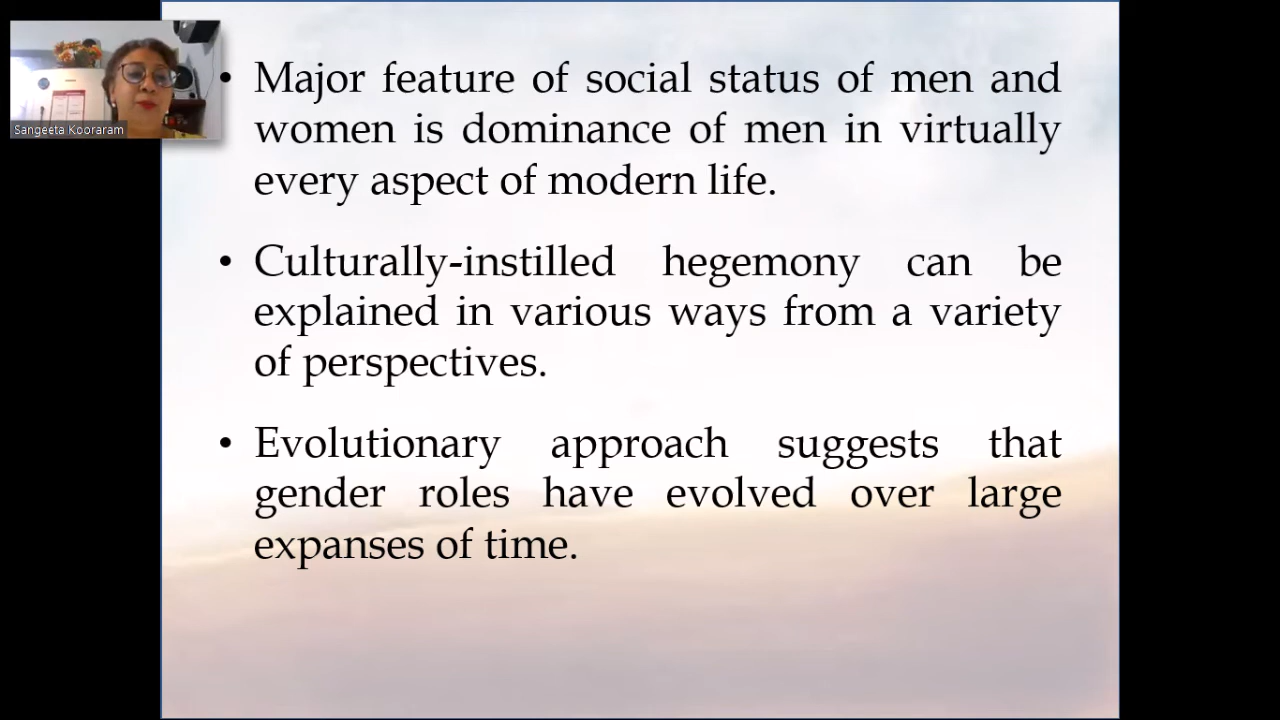 Sangeeta Kooraram
• Major feature of social status of men and
women is dominance of men in virtually
every aspect of modern life.
• Culturally-instilled hegemony can be
explained in various ways from a variety
of perspectives.
• Evolutionary approach suggests that
gender roles have evolved over large
expanses of time.